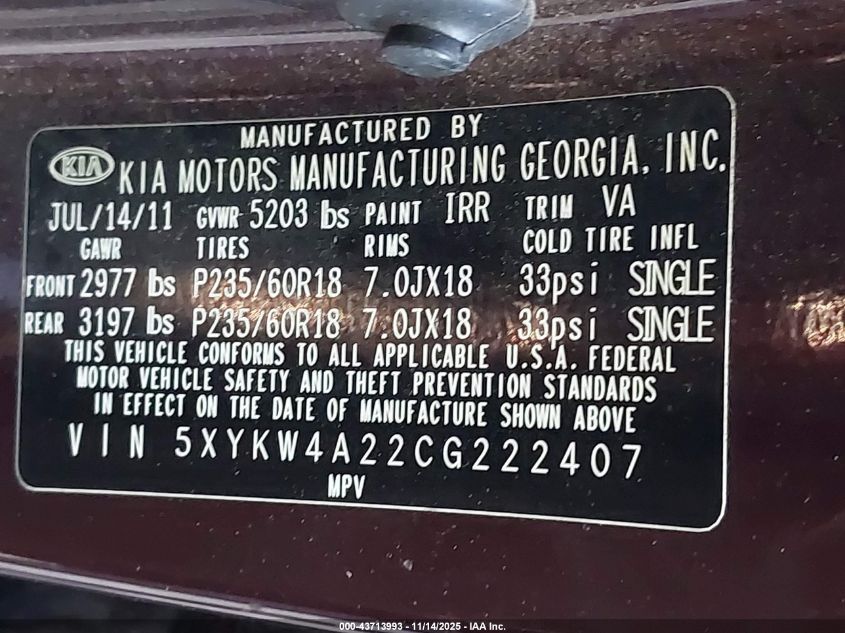 MANUFACTURED BY
KIA KIA MOTORS MANUFACTURING GEORGIA, INC.
JUL/14/11 GVWR 5203 lbs PAINT IRR TRIM VA
GAWR TIRES RIMS COLD TIRE INFL
FRONT 2977 lbs P235/60R18 7.0JX18 33psi SINGLE
REAR 3197 lbs P235/60R18 7.0JX18 33psi SINGLE
THIS VEHICLE CONFORMS TO ALL APPLICABLE U.S.A. FEDERAL
MOTOR VEHICLE SAFETY AND THEFT PREVENTION STANDARDS
IN EFFECT ON THE DATE OF MANUFACTURE SHOWN ABOVE
VIN 5XYKW4A22CG222407
MPV
000-43713993 - 11/14/2025 - IAA Inc.